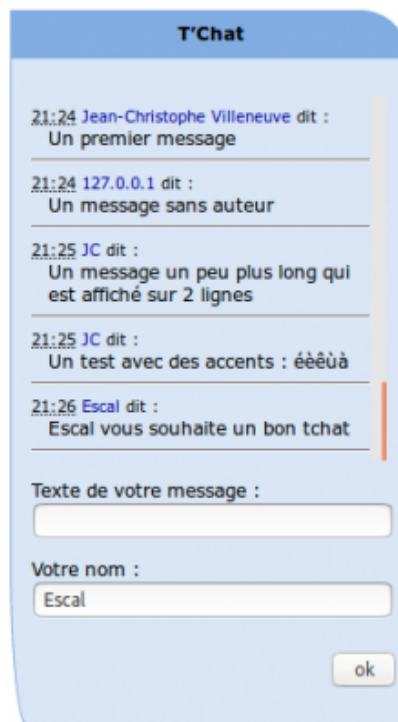 T'Chat
21:24 Jean-Christophe Villeneuve dit :
Un premier message
21:24 127.0.0.1 dit :
Un message sans auteur
21:25 JC dit :
Un message un peu plus long qui
est affiché sur 2 lignes
21:25 JC dit :
Un test avec des accents : éèêùà
21:26 Escal dit :
Escal vous souhaite un bon tchat
Texte de votre message :
Votre nom :
Escal
ok